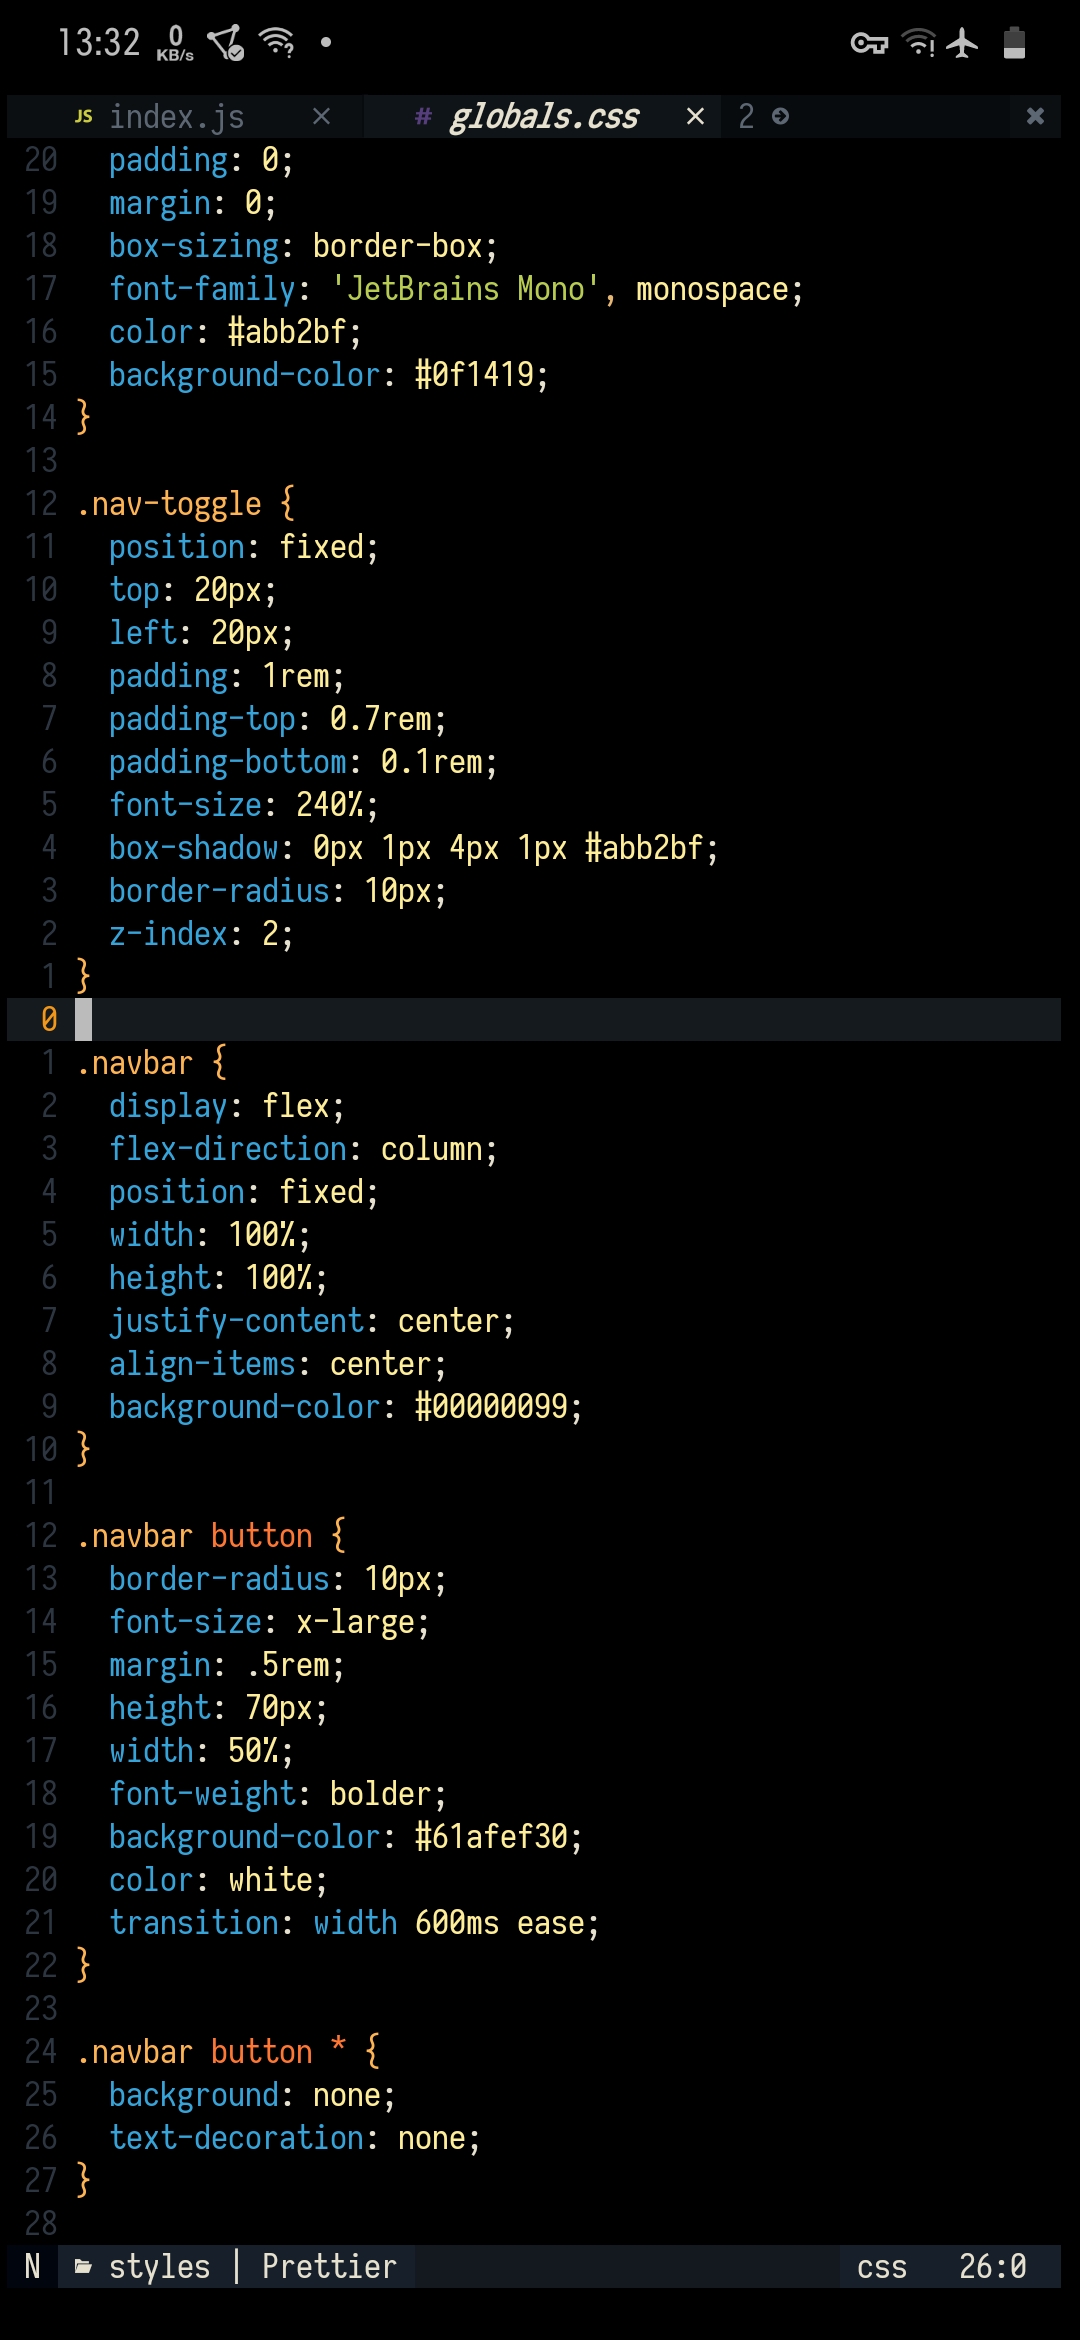 13:32 0 KB/s
JS index.js × # globals.css × 2
20 padding: 0;
19 margin: 0;
18 box-sizing: border-box;
17 font-family: 'JetBrains Mono', monospace;
16 color: #abb2bf;
15 background-color: #0f1419;
14 }
13
12 .nav-toggle {
11 position: fixed;
10 top: 20px;
9 left: 20px;
8 padding: 1rem;
7 padding-top: 0.7rem;
6 padding-bottom: 0.1rem;
5 font-size: 240%;
4 box-shadow: 0px 1px 4px 1px #abb2bf;
3 border-radius: 10px;
2 z-index: 2;
1 }
0
1 .navbar {
2 display: flex;
3 flex-direction: column;
4 position: fixed;
5 width: 100%;
6 height: 100%;
7 justify-content: center;
8 align-items: center;
9 background-color: #00000099;
10 }
11
12 .navbar button {
13 border-radius: 10px;
14 font-size: x-large;
15 margin: .5rem;
16 height: 70px;
17 width: 50%;
18 font-weight: bolder;
19 background-color: #61afef30;
20 color: white;
21 transition: width 600ms ease;
22 }
23
24 .navbar button * {
25 background: none;
26 text-decoration: none;
27 }
28
N styles | Prettier css 26:0